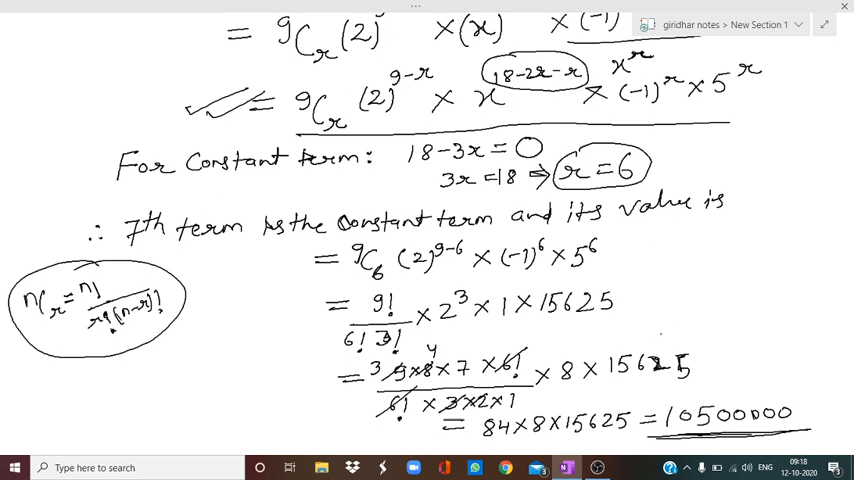 ...
giridhar notes > New Section 1
= 9Cr (2) × (x) × (-1)
= 9Cr (2)^9-r × x^18-2r-r × (-1)^r × 5^r
x^r
For Constant term: 18-3r=0
3r=18 ⇒ r=6
∴ 7th term is the Constant term and its value is
= 9C6 (2)^9-6 × (-1)^6 × 5^6
nCr = n! / r!(n-r)!
= 9! / 6! 3! × 2^3 × 1 × 15625
= 3 9×8 4×7×6! / 6! ×3×2×1 × 8 × 15625
= 84×8×15625 = 10500000
Type here to search
ENG
09:18
12-10-2020